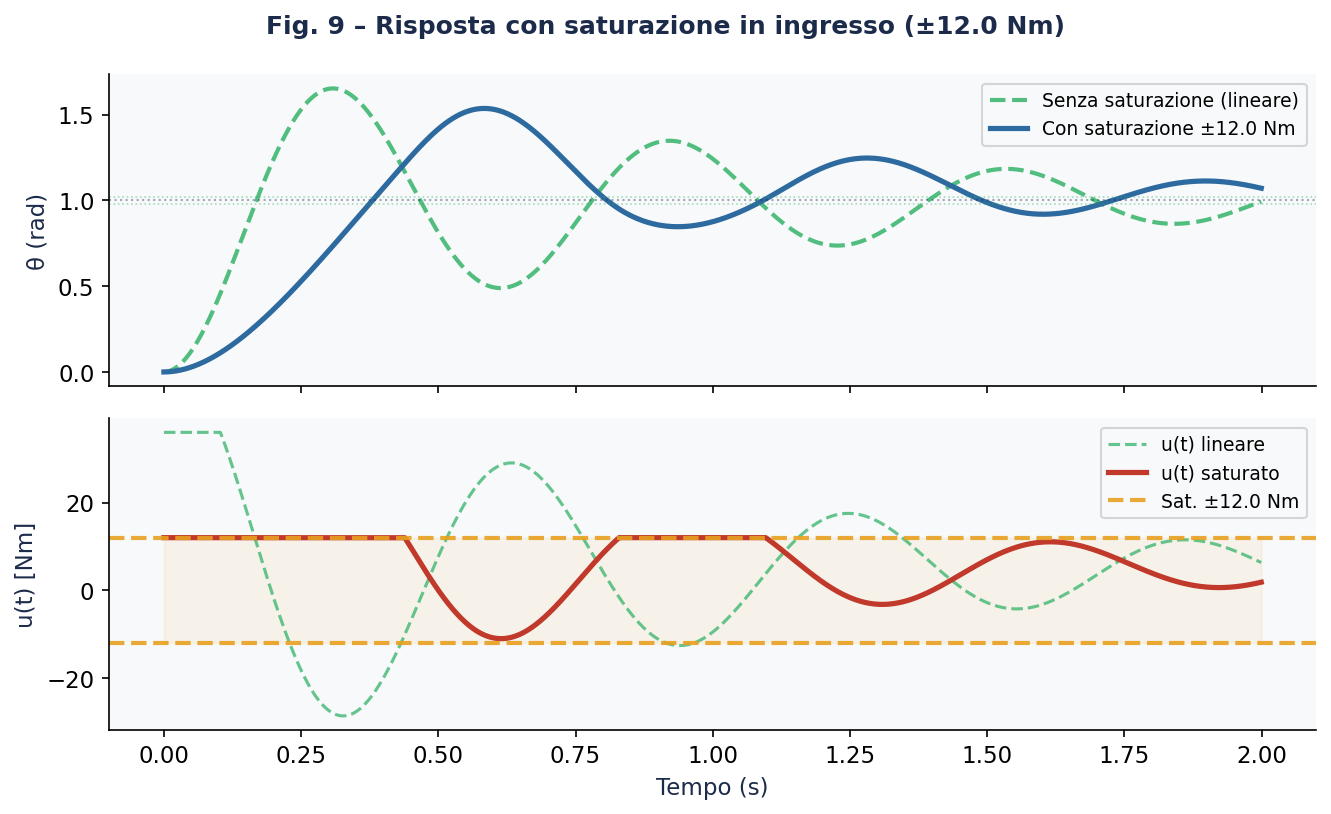 Fig. 9 – Risposta con saturazione in ingresso (±12.0 Nm)
θ (rad)
1.5
1.0
0.5
0.0
Senza saturazione (lineare)
Con saturazione ±12.0 Nm
u(t) [Nm]
20
0
−20
u(t) lineare
u(t) saturato
Sat. ±12.0 Nm
0.00 0.25 0.50 0.75 1.00 1.25 1.50 1.75 2.00
Tempo (s)